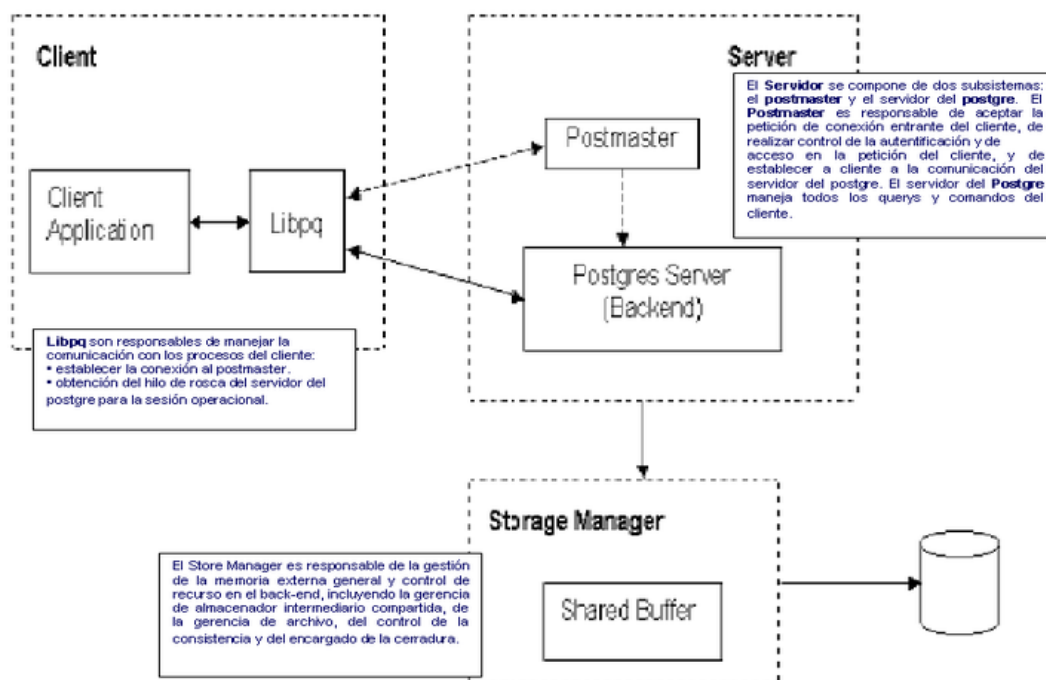 Client
Server
El Servidor se compone de dos subsistemas:
el postmaster y el servidor del postgre. El
Postmaster es responsable de aceptar la
petición de conexión entrante del cliente, de
realizar control de la autentificación y de
acceso en la petición del cliente, y de
establecer a cliente a la comunicación del
servidor del postgre. El servidor del Postgre
maneja todos los querys y comandos del
cliente.
Postmaster
Client
Application
Libpq
Postgres Server
(Backend)
Libpq son responsables de manejar la
comunicación con los procesos del cliente:
• establecer la conexión al postmaster.
• obtención del hilo de rosca del servidor del
postgre para la sesión operacional.
Storage Manager
El Store Manager es responsable de la gestión
de la memoria externa general y control de
recurso en el back-end, incluyendo la gerencia
de almacenador intermediario compartida, de
la gerencia de archivo, del control de la
consistencia y del encargado de la cerradura.
Shared Buffer